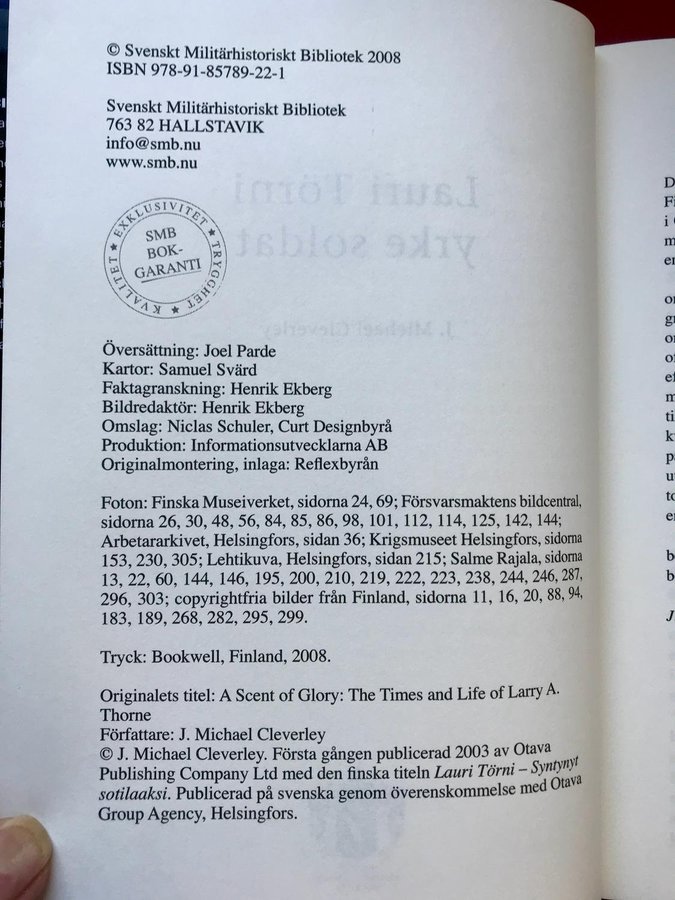 © Svenskt Militärhistoriskt Bibliotek 2008
ISBN 978-91-85789-22-1
Svenskt Militärhistoriskt Bibliotek
763 82 HALLSTAVIK
info@smb.nu
www.smb.nu
EXKLUSIVITET ★ TRYGGHET ★ KVALITET ★
SMB
BOK-
GARANTI
Översättning: Joel Parde
Kartor: Samuel Svärd
Faktagranskning: Henrik Ekberg
Bildredaktör: Henrik Ekberg
Omslag: Niclas Schuler, Curt Designbyrå
Produktion: Informationsutvecklarna AB
Originalmontering, inlaga: Reflexbyrån
Foton: Finska Museiverket, sidorna 24, 69; Försvarsmaktens bildcentral,
sidorna 26, 30, 48, 56, 84, 85, 86, 98, 101, 112, 114, 125, 142, 144;
Arbetararkivet, Helsingfors, sidan 36; Krigsmuseet Helsingfors, sidorna
153, 230, 305; Lehtikuva, Helsingfors, sidan 215; Salme Rajala, sidorna
13, 22, 60, 144, 146, 195, 200, 210, 219, 222, 223, 238, 244, 246, 287,
296, 303; copyrightfria bilder från Finland, sidorna 11, 16, 20, 88, 94,
183, 189, 268, 282, 295, 299.
Tryck: Bookwell, Finland, 2008.
Originalets titel: A Scent of Glory: The Times and Life of Larry A.
Thorne
Författare: J. Michael Cleverley
© J. Michael Cleverley. Första gången publicerad 2003 av Otava
Publishing Company Ltd med den finska titeln Lauri Törni – Syntynyt
sotilaaksi. Publicerad på svenska genom överenskommelse med Otava
Group Agency, Helsingfors.